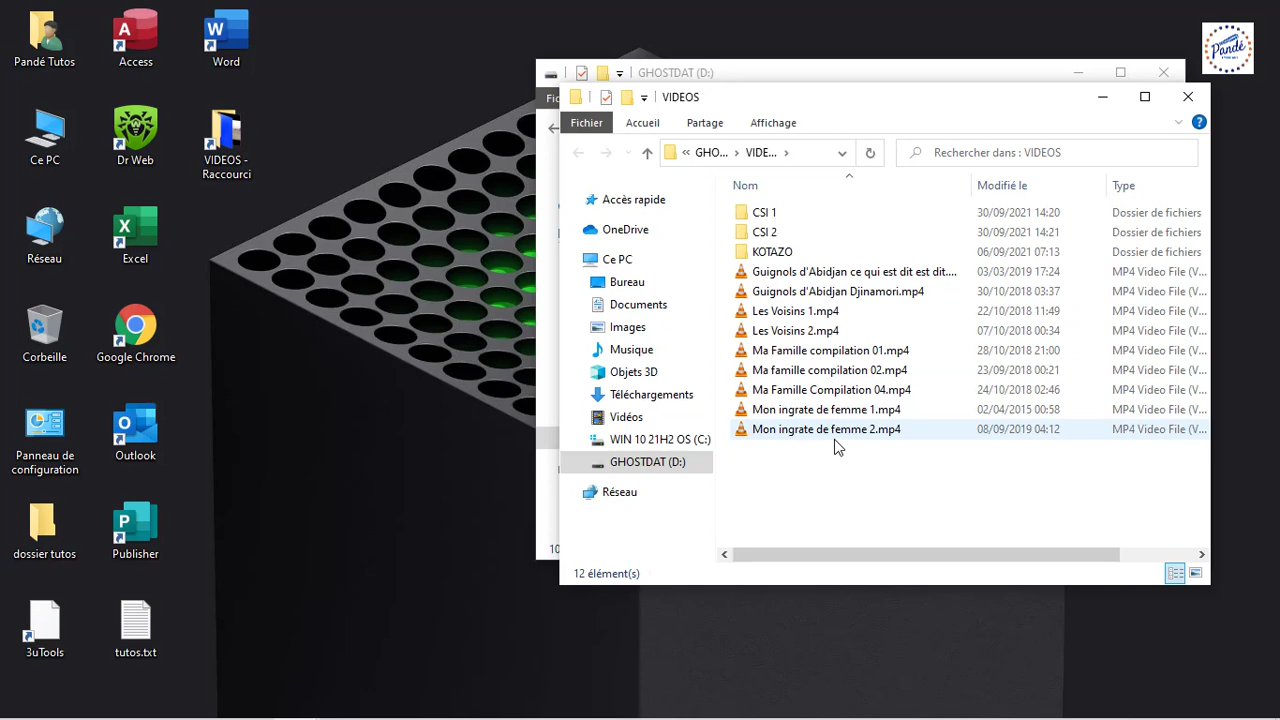 Pandé Tutos
Access
Word
Ce PC
Dr Web
VIDEOS -
Raccourci
Réseau
Excel
Corbeille
Google Chrome
Panneau de
configuration
Outlook
dossier tutos
Publisher
3uTools
tutos.txt
Pandé
GHOSTDAT (D:)
VIDEOS
Fichier
Accueil
Partage
Affichage
« GHO... › VIDE... ›
Rechercher dans : VIDEOS
Accès rapide
OneDrive
Ce PC
Bureau
Documents
Images
Musique
Objets 3D
Téléchargements
Vidéos
WIN 10 21H2 OS (C:)
GHOSTDAT (D:)
Réseau
Nom Modifié le Type
CSI 1 30/09/2021 14:20 Dossier de fichiers
CSI 2 30/09/2021 14:21 Dossier de fichiers
KOTAZO 06/09/2021 07:13 Dossier de fichiers
Guignols d'Abidjan ce qui est dit est dit.... 03/03/2019 17:24 MP4 Video File (V...
Guignols d'Abidjan Djinamori.mp4 30/10/2018 03:37 MP4 Video File (V...
Les Voisins 1.mp4 22/10/2018 11:49 MP4 Video File (V...
Les Voisins 2.mp4 07/10/2018 00:34 MP4 Video File (V...
Ma Famille compilation 01.mp4 28/10/2018 21:00 MP4 Video File (V...
Ma famille compilation 02.mp4 23/09/2018 00:21 MP4 Video File (V...
Ma Famille Compilation 04.mp4 24/10/2018 02:46 MP4 Video File (V...
Mon ingrate de femme 1.mp4 02/04/2015 00:58 MP4 Video File (V...
Mon ingrate de femme 2.mp4 08/09/2019 04:12 MP4 Video File (V...
12 élément(s)